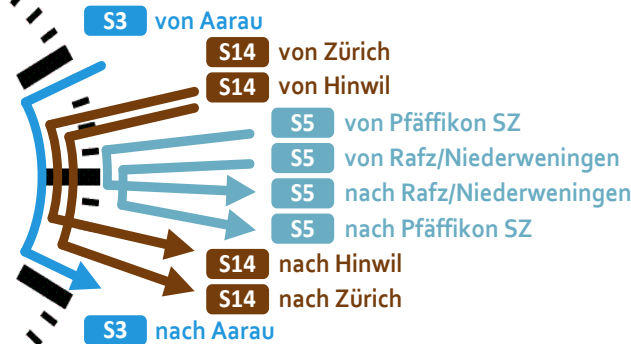 S3 von Aarau
S14 von Zürich
S14 von Hinwil
S5 von Pfäffikon SZ
S5 von Rafz/Niederweningen
S5 nach Rafz/Niederweningen
S5 nach Pfäffikon SZ
S14 nach Hinwil
S14 nach Zürich
S3 nach Aarau